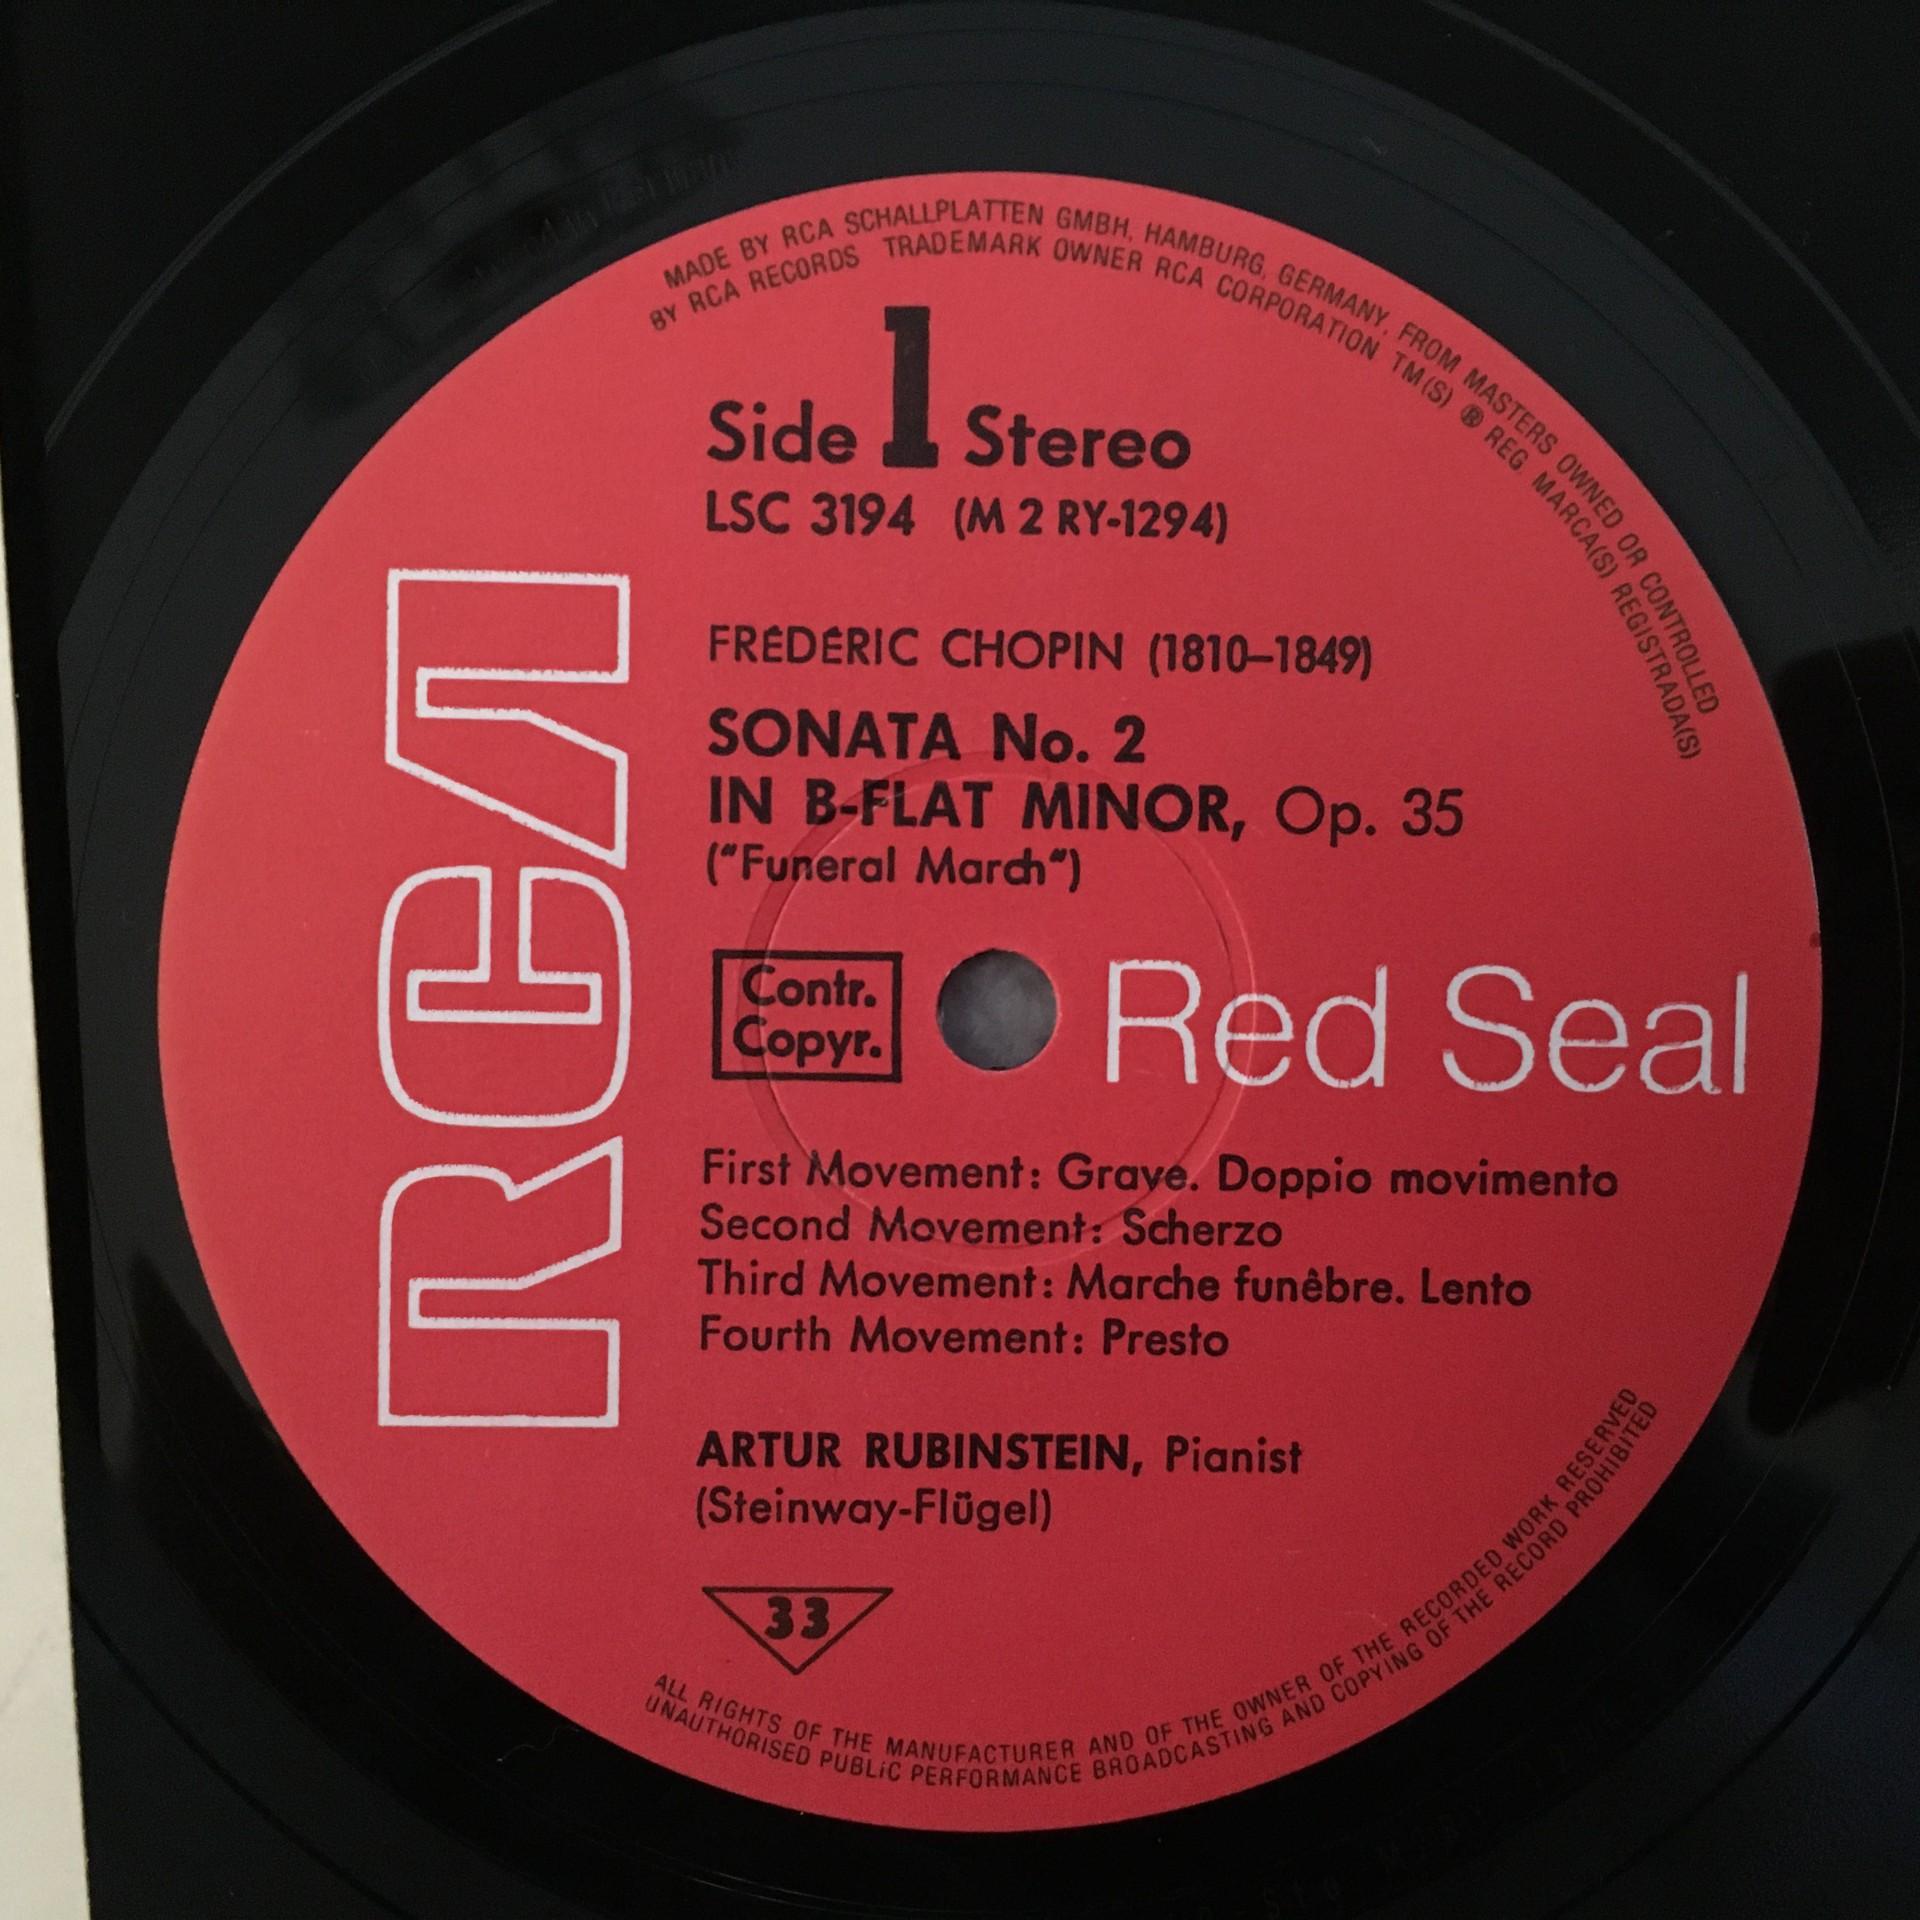 MADE BY RCA SCHALLPLATTEN GMBH, HAMBURG, GERMANY, FROM MASTERS OWNED OR CONTROLLED
BY RCA RECORDS TRADEMARK OWNER RCA CORPORATION TM(S) ® REG. MARCA(S) REGISTRADA(S)
Side 1 Stereo
LSC 3194 (M 2 RY-1294)
FRÉDÉRIC CHOPIN (1810–1849)
SONATA No. 2
IN B-FLAT MINOR, Op. 35
("Funeral March")
RCA
Contr.
Copyr.
Red Seal
First Movement: Grave. Doppio movimento
Second Movement: Scherzo
Third Movement: Marche funêbre. Lento
Fourth Movement: Presto
ARTUR RUBINSTEIN, Pianist
(Steinway-Flügel)
33
ALL RIGHTS OF THE MANUFACTURER AND OF THE OWNER OF THE RECORDED WORK RESERVED
UNAUTHORISED PUBLiC PERFORMANCE BROADCASTING AND COPYING OF THE RECORD PROHIBITED